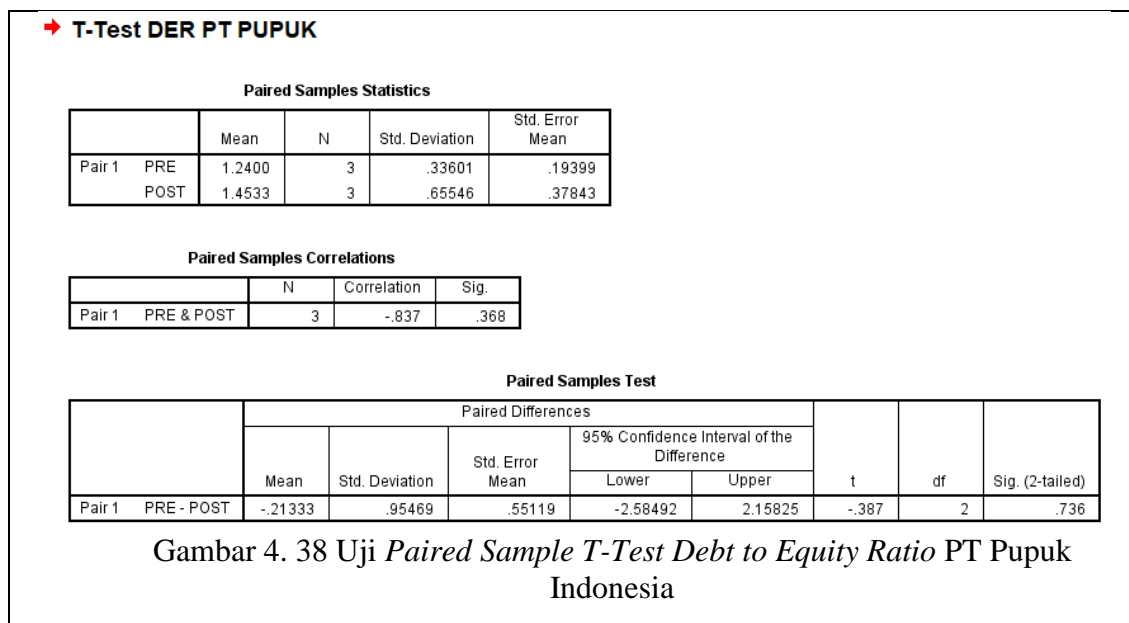 T-Test DER PT PUPUK
Paired Samples Statistics
Mean N Std. Deviation Std. Error Mean
Pair 1 PRE 1.2400 3 .33601 .19399
POST 1.4533 3 .65546 .37843
Paired Samples Correlations
N Correlation Sig.
Pair 1 PRE & POST 3 -.837 .368
Paired Samples Test
Paired Differences
95% Confidence Interval of the Difference
Mean Std. Deviation Std. Error Mean Lower Upper t df Sig. (2-tailed)
Pair 1 PRE - POST -.21333 .95469 .55119 -2.58492 2.15825 -.387 2 .736
Gambar 4. 38 Uji Paired Sample T-Test Debt to Equity Ratio PT Pupuk
Indonesia